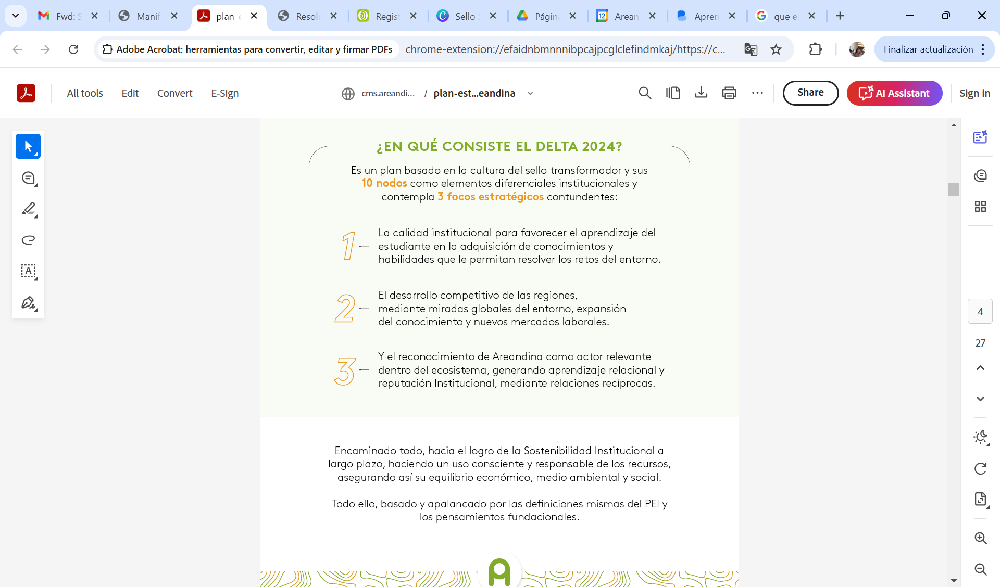 Fwd: S
Manif
plan-e
Resolu
Regist
Sello
Página
12
Arean
Apren
que e
Adobe Acrobat: herramientas para convertir, editar y firmar PDFs
chrome-extension://efaidnbmnnnibpcajpcglclefindmkaj/https://c...
Finalizar actualización
All tools
Edit
Convert
E-Sign
cms.areandi... / plan-est...eandina
Share
AI Assistant
Sign in
¿EN QUÉ CONSISTE EL DELTA 2024?
Es un plan basado en la cultura del sello transformador y sus
10 nodos como elementos diferenciales institucionales y
contempla 3 focos estratégicos contundentes:
1
La calidad institucional para favorecer el aprendizaje del
estudiante en la adquisición de conocimientos y
habilidades que le permitan resolver los retos del entorno.
2
El desarrollo competitivo de las regiones,
mediante miradas globales del entorno, expansión
del conocimiento y nuevos mercados laborales.
3
Y el reconocimiento de Areandina como actor relevante
dentro del ecosistema, generando aprendizaje relacional y
reputación Institucional, mediante relaciones recíprocas.
Encaminado todo, hacia el logro de la Sostenibilidad Institucional a
largo plazo, haciendo un uso consciente y responsable de los recursos,
asegurando así su equilibrio económico, medio ambiental y social.
Todo ello, basado y apalancado por las definiciones mismas del PEI y
los pensamientos fundacionales.
4
27